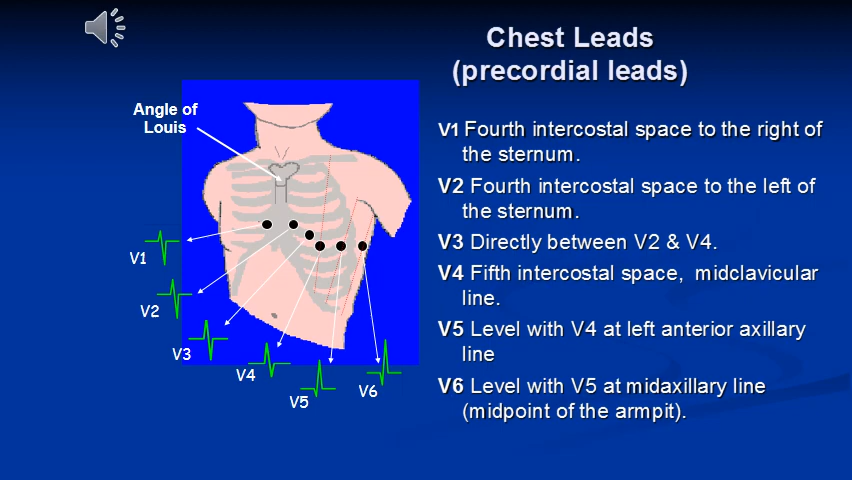 Chest Leads
(precordial leads)
Angle of
Louis
V1 Fourth intercostal space to the right of
the sternum.
V2 Fourth intercostal space to the left of
the sternum.
V3 Directly between V2 & V4.
V4 Fifth intercostal space, midclavicular
line.
V5 Level with V4 at left anterior axillary
line
V6 Level with V5 at midaxillary line
(midpoint of the armpit).
V1
V2
V3
V4
V5
V6